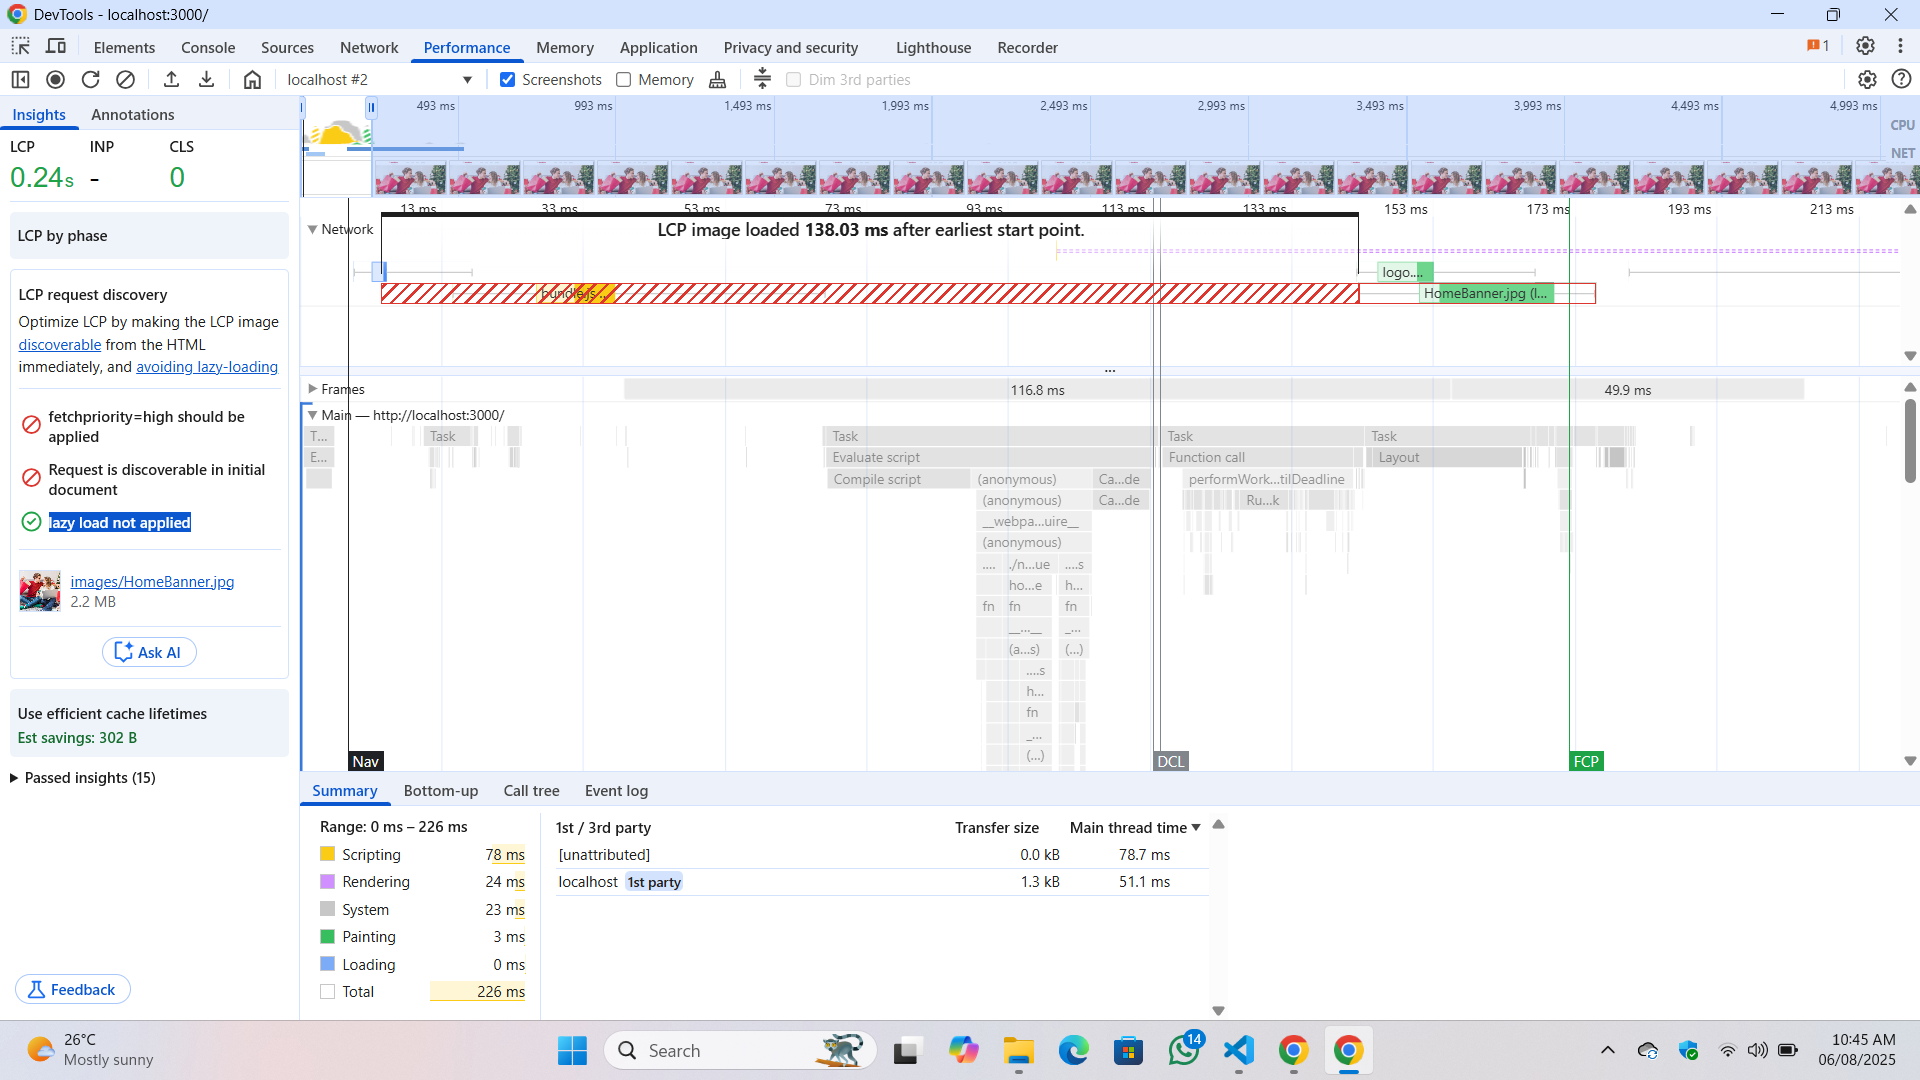 DevTools - localhost:3000/
Elements Console Sources Network Performance Memory Application Privacy and security Lighthouse Recorder 1
localhost #2 Screenshots Memory Dim 3rd parties
Insights Annotations
LCP INP CLS
0.24s - 0
LCP by phase
LCP request discovery
Optimize LCP by making the LCP image
discoverable from the HTML
immediately, and avoiding lazy-loading
fetchpriority=high should be
applied
Request is discoverable in initial
document
lazy load not applied
images/HomeBanner.jpg
2.2 MB
Ask AI
Use efficient cache lifetimes
Est savings: 302 B
Passed insights (15)
Feedback
493 ms 993 ms 1,493 ms 1,993 ms 2,493 ms 2,993 ms 3,493 ms 3,993 ms 4,493 ms 4,993 ms
CPU
NET
13 ms 33 ms 53 ms 73 ms 93 ms 113 ms 133 ms 153 ms 173 ms 193 ms 213 ms
Network LCP image loaded 138.03 ms after earliest start point.
logo....
bundle.js ... HomeBanner.jpg (l...
...
Frames 116.8 ms 49.9 ms
Main — http://localhost:3000/
T... Task Task Task Task
E... Evaluate script Function call Layout
Compile script (anonymous) Ca...de performWork...tilDeadline
(anonymous) Ca...de Ru...k
__webpa...uire__
(anonymous)
.... ./n...ue ....s
ho...e h...
fn fn fn
__...__ _...
(a...s) (...)
....s
h...
fn
_...
(...)
Nav DCL FCP
Summary Bottom-up Call tree Event log
Range: 0 ms – 226 ms
Scripting 78 ms
Rendering 24 ms
System 23 ms
Painting 3 ms
Loading 0 ms
Total 226 ms
1st / 3rd party Transfer size Main thread time
[unattributed] 0.0 kB 78.7 ms
localhost 1st party 1.3 kB 51.1 ms
26°C
Mostly sunny
Search
14
10:45 AM
06/08/2025